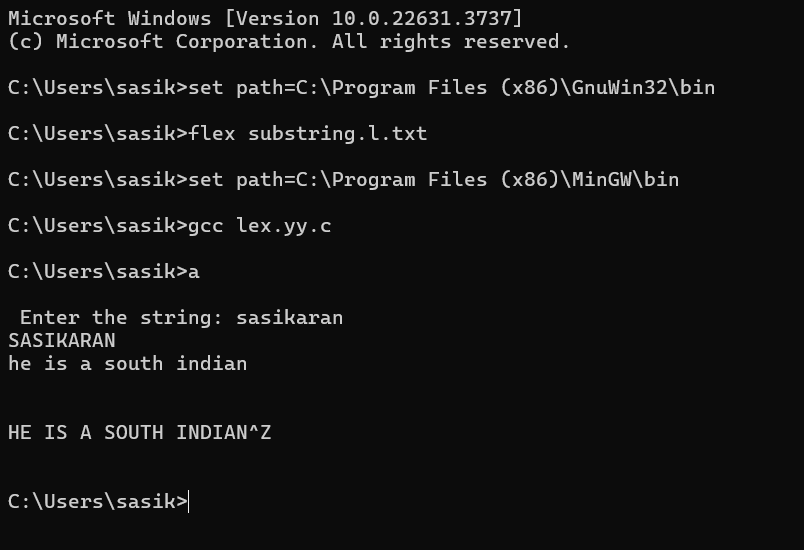 Microsoft Windows [Version 10.0.22631.3737]
(c) Microsoft Corporation. All rights reserved.
C:\Users\sasik>set path=C:\Program Files (x86)\GnuWin32\bin
C:\Users\sasik>flex substring.l.txt
C:\Users\sasik>set path=C:\Program Files (x86)\MinGW\bin
C:\Users\sasik>gcc lex.yy.c
C:\Users\sasik>a
Enter the string: sasikaran
SASIKARAN
he is a south indian
HE IS A SOUTH INDIAN^Z
C:\Users\sasik>